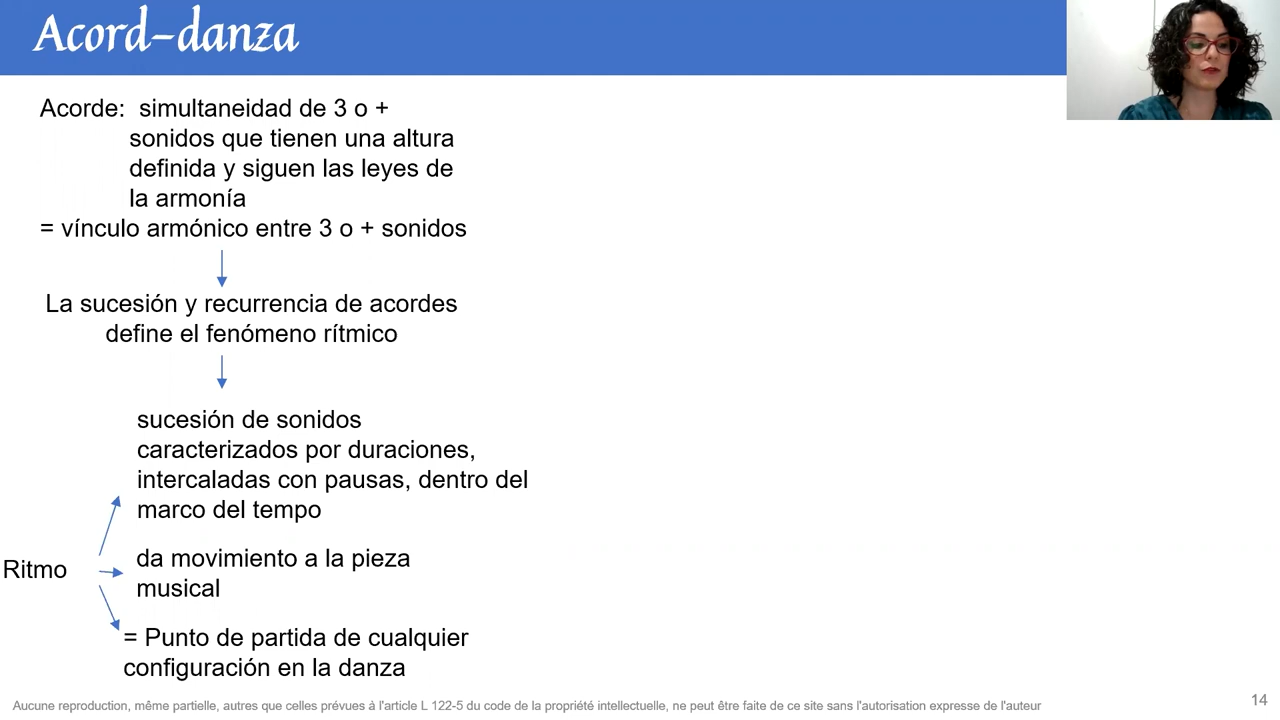 Acord-danza
Acorde: simultaneidad de 3 o +
sonidos que tienen una altura
definida y siguen las leyes de
la armonía
= vínculo armónico entre 3 o + sonidos
La sucesión y recurrencia de acordes
define el fenómeno rítmico
sucesión de sonidos
caracterizados por duraciones,
intercaladas con pausas, dentro del
marco del tempo
Ritmo
da movimiento a la pieza
musical
= Punto de partida de cualquier
configuración en la danza
Aucune reproduction, même partielle, autres que celles prévues à l'article L 122-5 du code de la propriété intellectuelle, ne peut être faite de ce site sans l'autorisation expresse de l'auteur
14